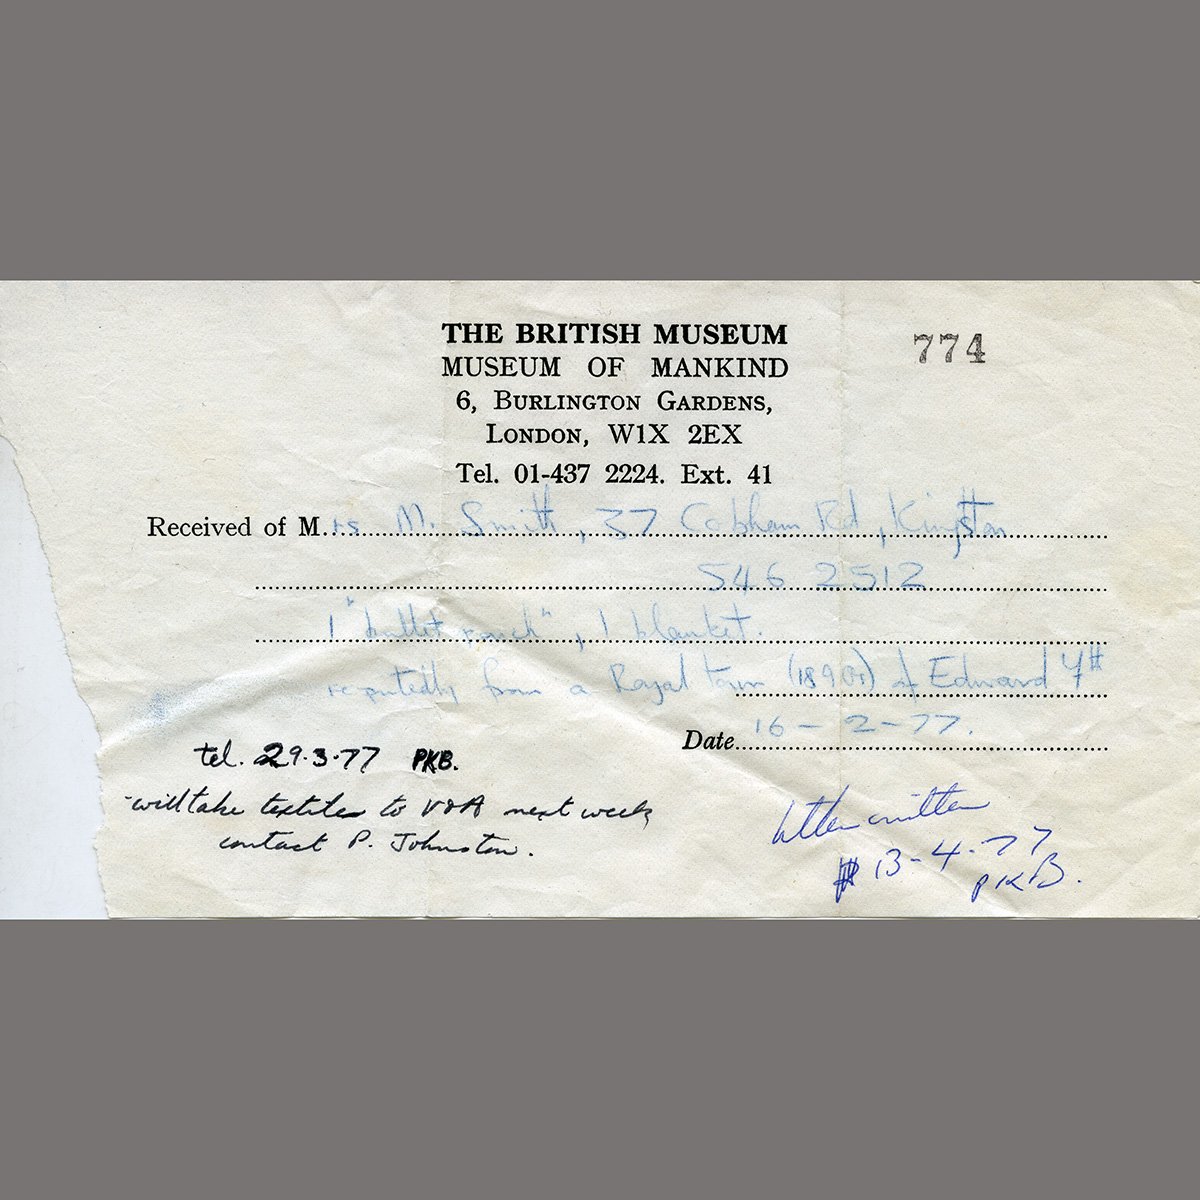 THE BRITISH MUSEUM
774
MUSEUM OF MANKIND
6, BURLINGTON GARDENS,
LONDON, W1X 2EX
Tel. 01-437 2224. Ext. 41
Received of Mrs M. Smith, 37 Cobham Rd, Kingston
546 2512
1 "bullet pouch", 1 blanket.
reputedly from a Royal tour (1890?) of Edward 7th
Date 16-2-77.
tel. 29.3.77 PKB.
will take textiles to V&A next week
contact P. Johnston.
letter written
13-4-77
PKB.